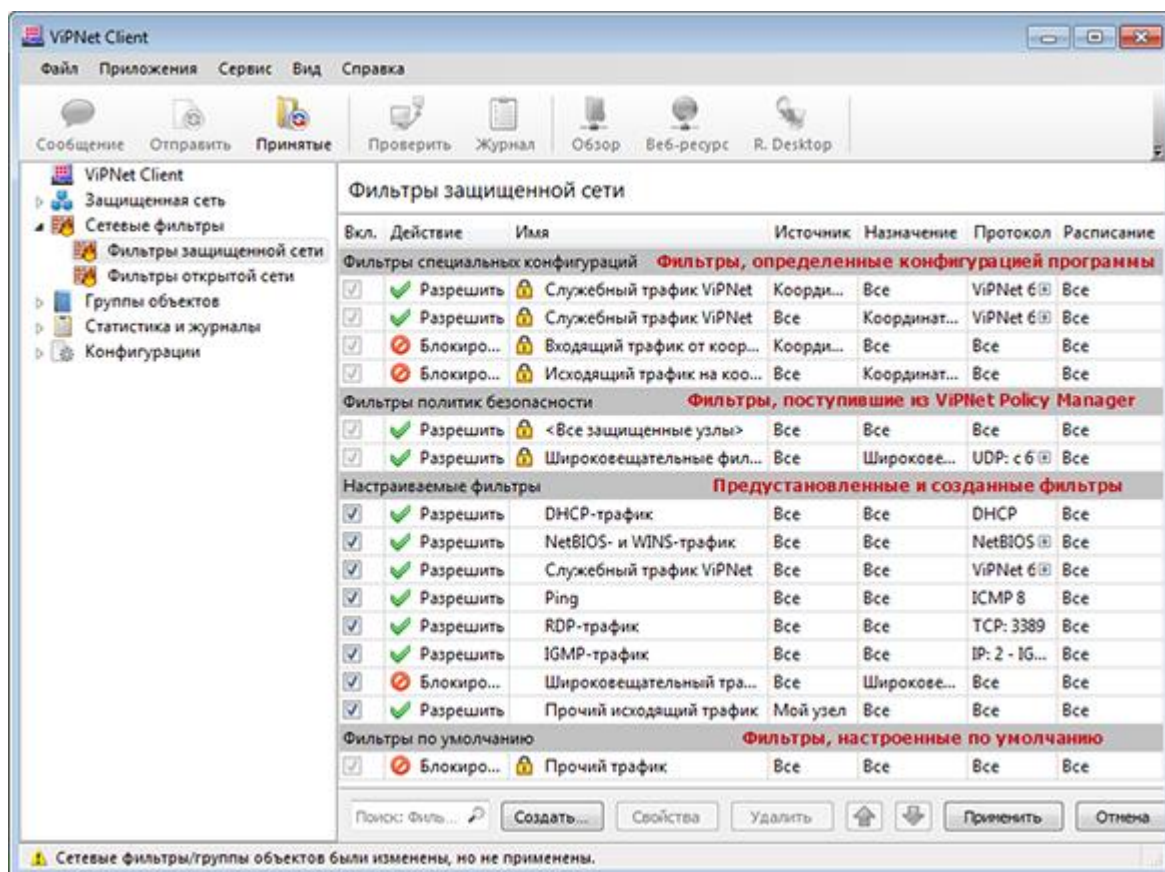 ViPNet Client
Файл Приложения Сервис Вид Справка
Сообщение Отправить Принятые Проверить Журнал Обзор Веб-ресурс R. Desktop
ViPNet Client
Защищенная сеть
Сетевые фильтры
Фильтры защищенной сети
Фильтры открытой сети
Группы объектов
Статистика и журналы
Конфигурации
Фильтры защищенной сети
Вкл. Действие Имя Источник Назначение Протокол Расписание
Фильтры специальных конфигураций Фильтры, определенные конфигурацией программы
Разрешить Служебный трафик ViPNet Коорди... Все ViPNet б Все
Разрешить Служебный трафик ViPNet Все Координат... ViPNet б Все
Блокиро... Входящий трафик от коор... Коорди... Все Все Все
Блокиро... Исходящий трафик на коо... Все Координат... Все Все
Фильтры политик безопасности Фильтры, поступившие из ViPNet Policy Manager
Разрешить <Все защищенные узлы> Все Все Все Все
Разрешить Широковещательные фил... Все Широкове... UDP: с б Все
Настраиваемые фильтры Предустановленные и созданные фильтры
Разрешить DHCP-трафик Все Все DHCP Все
Разрешить NetBIOS- и WINS-трафик Все Все NetBIOS Все
Разрешить Служебный трафик ViPNet Все Все ViPNet б Все
Разрешить Ping Все Все ICMP 8 Все
Разрешить RDP-трафик Все Все TCP: 3389 Все
Разрешить IGMP-трафик Все Все IP: 2 - IG... Все
Блокиро... Широковещательный тра... Все Широкове... Все Все
Разрешить Прочий исходящий трафик Мой узел Все Все Все
Фильтры по умолчанию Фильтры, настроенные по умолчанию
Блокиро... Прочий трафик Все Все Все Все
Поиск: Филь... Создать... Свойства Удалить Применить Отмена
Сетевые фильтры/группы объектов были изменены, но не применены.